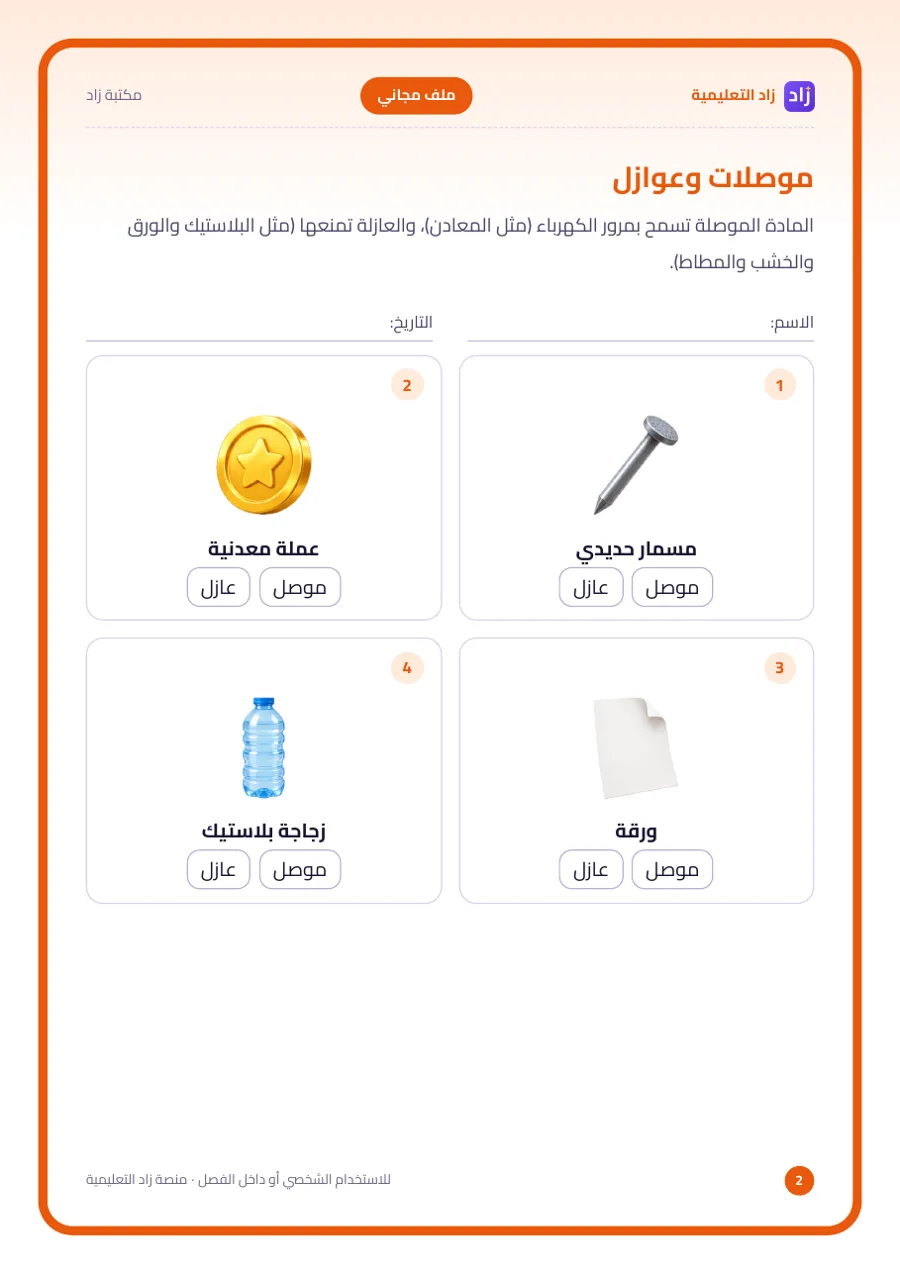 زاد زاد التعليمية
ملف مجاني
مكتبة زاد
موصلات وعوازل
المادة الموصلة تسمح بمرور الكهرباء (مثل المعادن)، والعازلة تمنعها (مثل البلاستيك والورق
والخشب والمطاط).
الاسم:
التاريخ:
1
مسمار حديدي
موصل عازل
2
عملة معدنية
موصل عازل
3
ورقة
موصل عازل
4
زجاجة بلاستيك
موصل عازل
2
للاستخدام الشخصي أو داخل الفصل · منصة زاد التعليمية